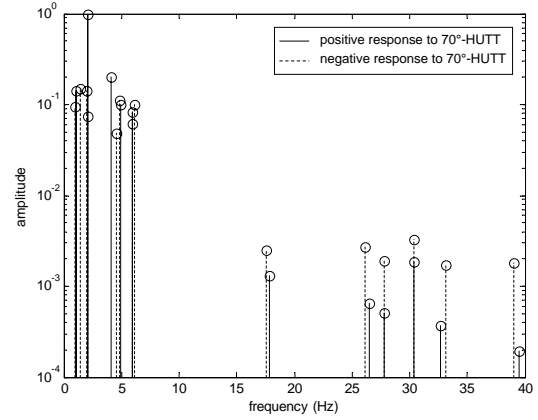 10^0
10^-1
10^-2
10^-3
10^-4
amplitude
positive response to 70°-HUTT
negative response to 70°-HUTT
0 5 10 15 20 25 30 35 40
frequency (Hz)